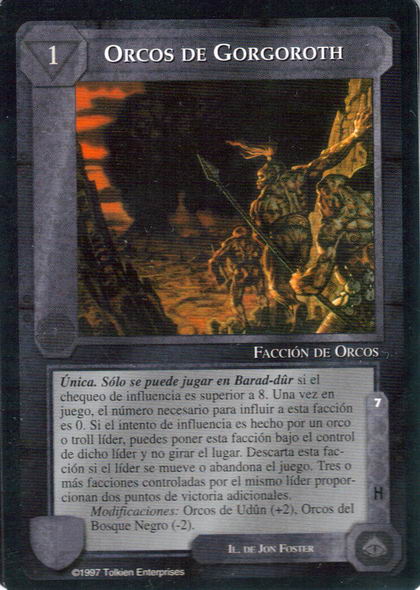 1
ORCOS DE GORGOROTH
FACCIÓN DE ORCOS
Única. Sólo se puede jugar en Barad-dûr si el
chequeo de influencia es superior a 8. Una vez en
juego, el número necesario para influir a esta facción
es 0. Si el intento de influencia es hecho por un orco
o troll líder, puedes poner esta facción bajo el control
de dicho líder y no girar el lugar. Descarta esta fac-
ción si el líder se mueve o abandona el juego. Tres o
más facciones controladas por el mismo líder propor-
cionan dos puntos de victoria adicionales.
Modificaciones: Orcos de Udûn (+2), Orcos del
Bosque Negro (-2).
7
H
IL. DE JON FOSTER
©1997 Tolkien Enterprises